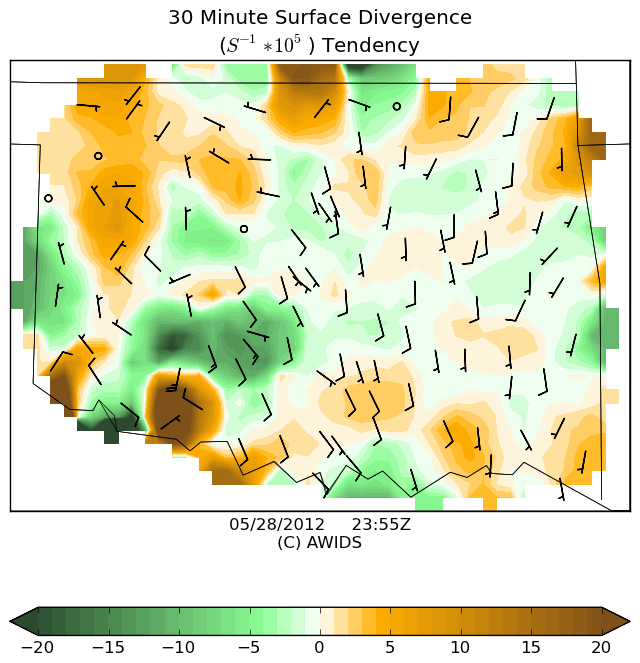 30 Minute Surface Divergence
(S⁻¹ ∗10⁵ ) Tendency
05/28/2012 23:55Z
(C) AWIDS
−20 −15 −10 −5 0 5 10 15 20